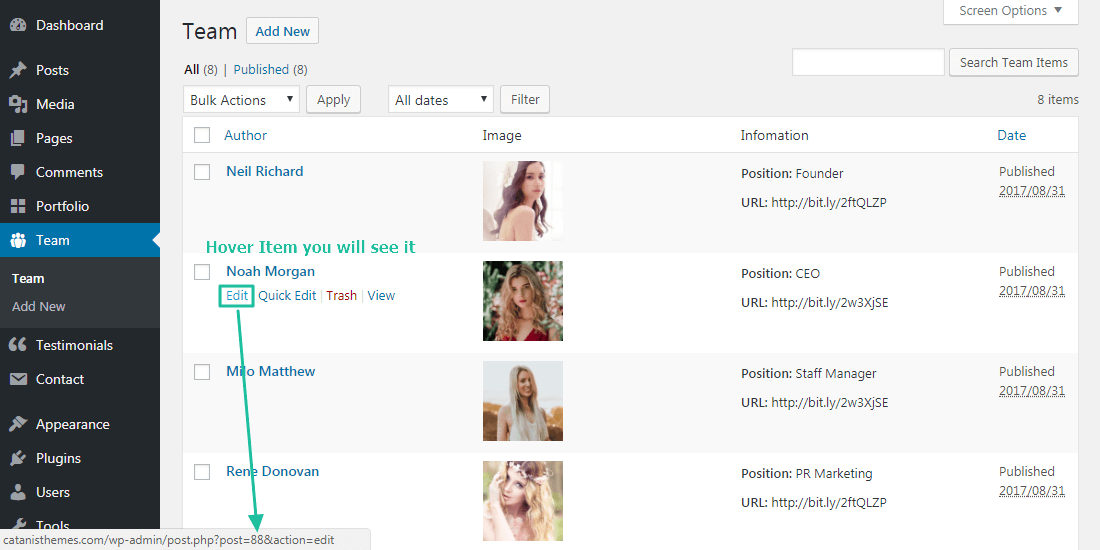 Dashboard
Posts
Media
Pages
Comments
Portfolio
Team
Team
Add New
Testimonials
Contact
Appearance
Plugins
Users
Tools
catanisthemes.com/wp-admin/post.php?post=88&action=edit
Screen Options
Team Add New
All (8) | Published (8)
Search Team Items
Bulk Actions Apply All dates Filter 8 items
Author Image Infomation Date
Neil Richard Position: Founder Published
URL: http://bit.ly/2ftQLZP 2017/08/31
Hover Item you will see it
Noah Morgan Position: CEO Published
Edit Quick Edit | Trash | View URL: http://bit.ly/2w3XjSE 2017/08/31
Milo Matthew Position: Staff Manager Published
URL: http://bit.ly/2w3XjSE 2017/08/31
Rene Donovan Position: PR Marketing Published
URL: http://bit.ly/2ftQLZP 2017/08/31